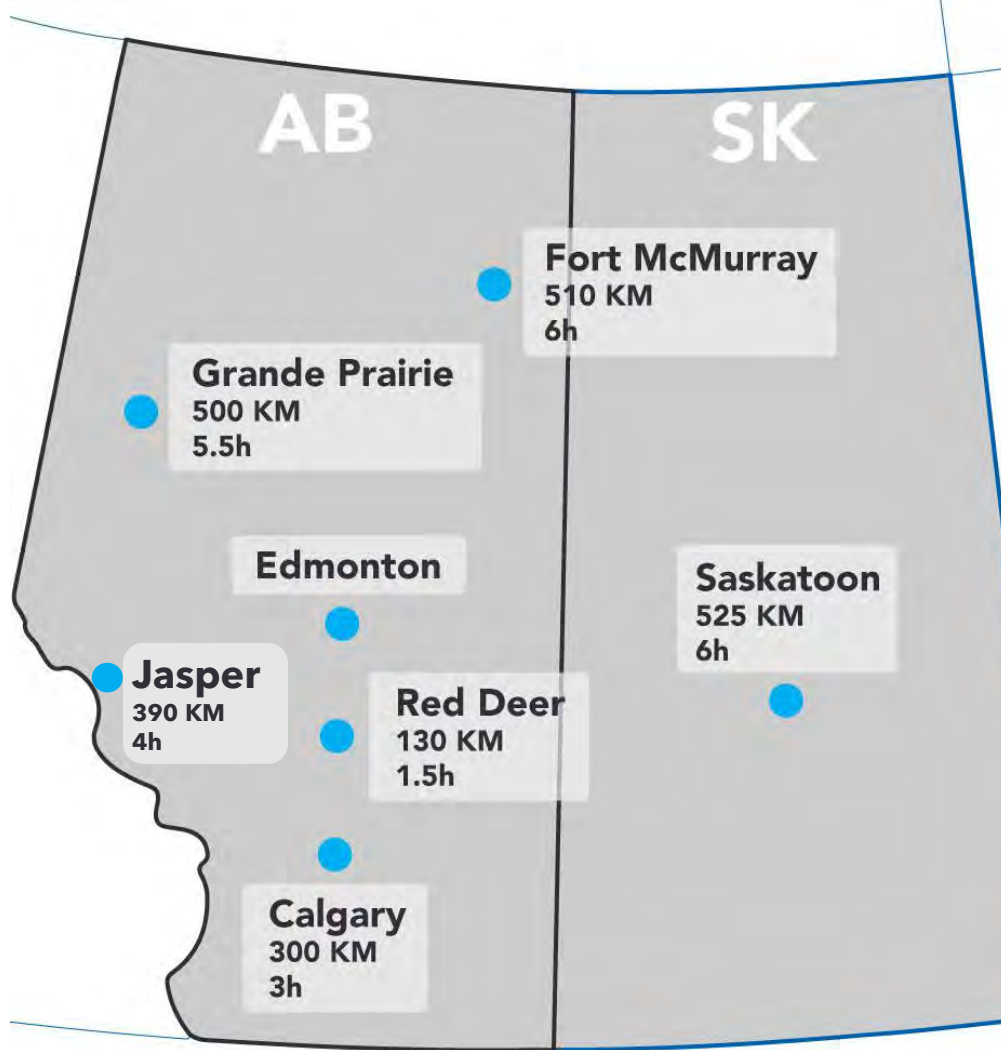 AB
SK
Fort McMurray
510 KM
6h
Grande Prairie
500 KM
5.5h
Edmonton
Saskatoon
525 KM
6h
Jasper
390 KM
4h
Red Deer
130 KM
1.5h
Calgary
300 KM
3h